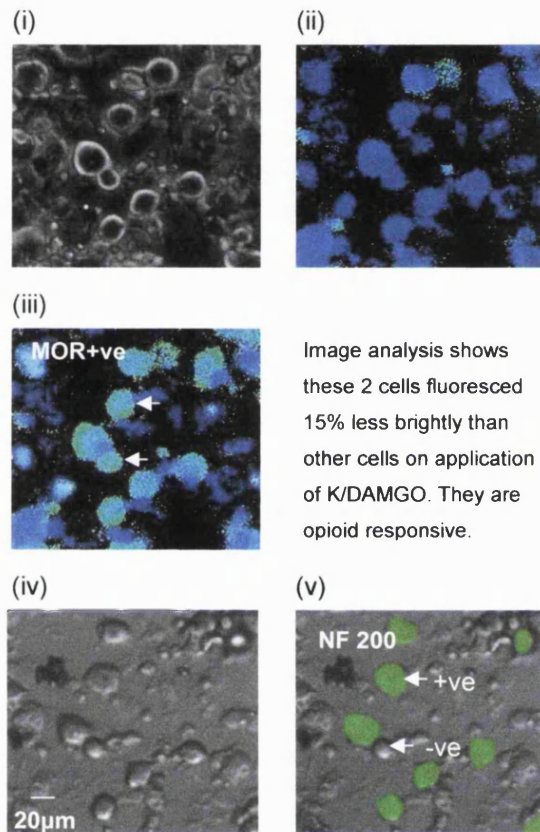 (i)
(ii)
(iii)
MOR+ve
Image analysis shows
these 2 cells fluoresced
15% less brightly than
other cells on application
of K/DAMGO. They are
opioid responsive.
(iv)
(v)
20µm
NF 200
+ve
-ve